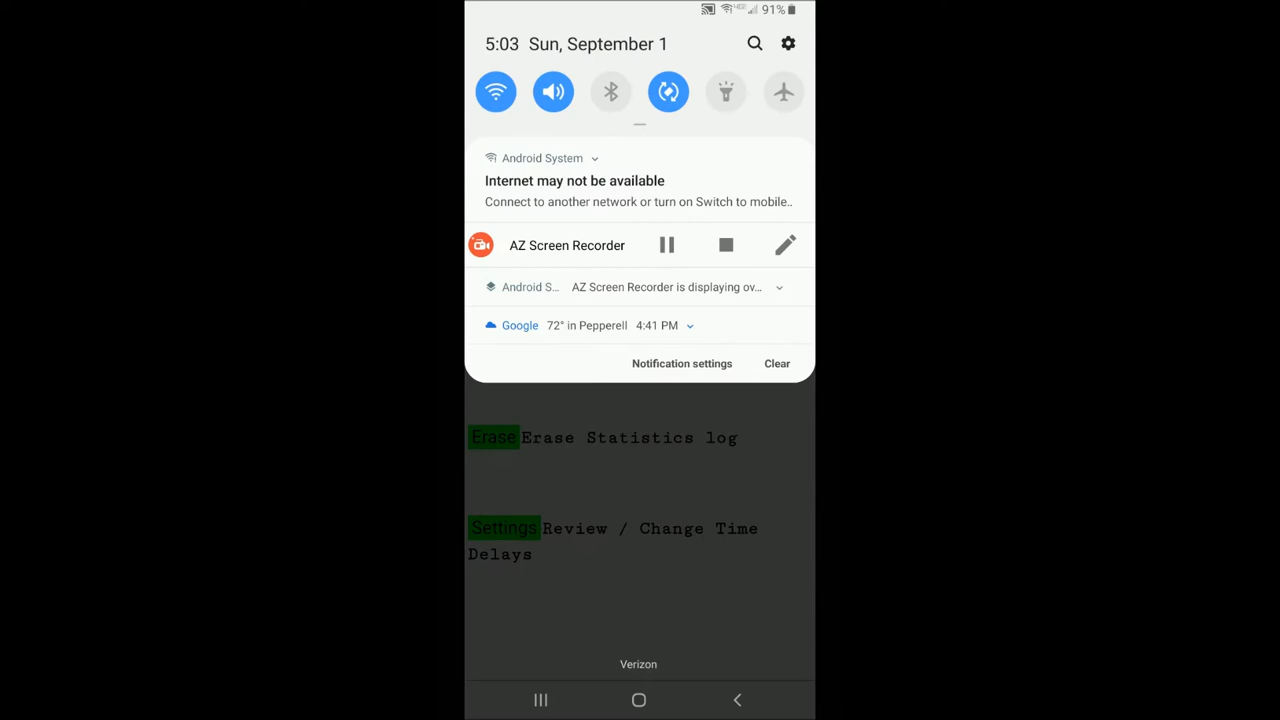 91%
5:03 Sun, September 1
Android System
Internet may not be available
Connect to another network or turn on Switch to mobile..
AZ Screen Recorder
Android S... AZ Screen Recorder is displaying ov...
Google 72° in Pepperell 4:41 PM
Notification settings Clear
Erase Erase Statistics log
Settings Review / Change Time
Delays
Verizon